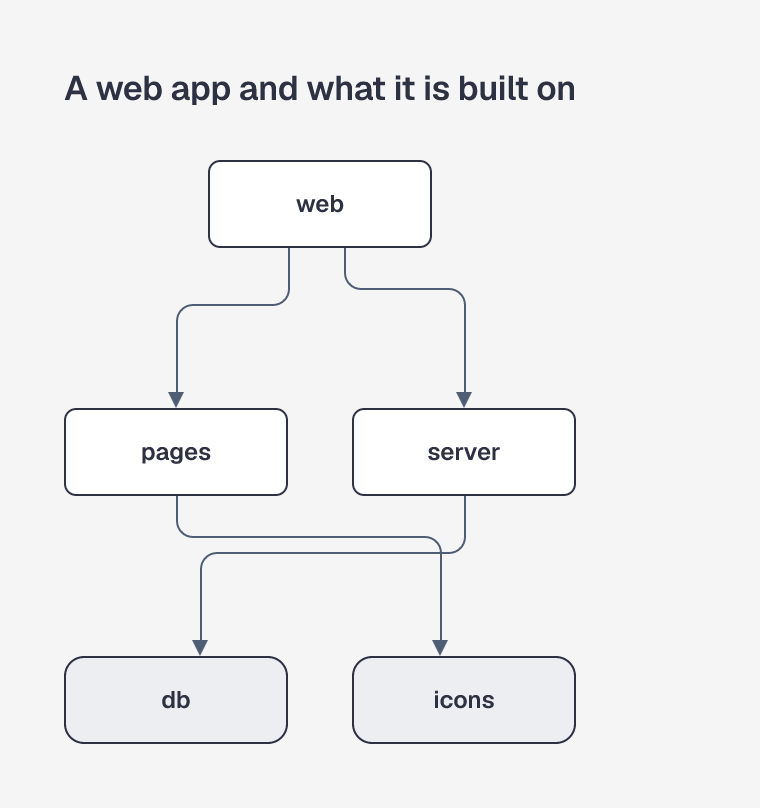 A web app and what it is built on
web
pages
server
db
icons